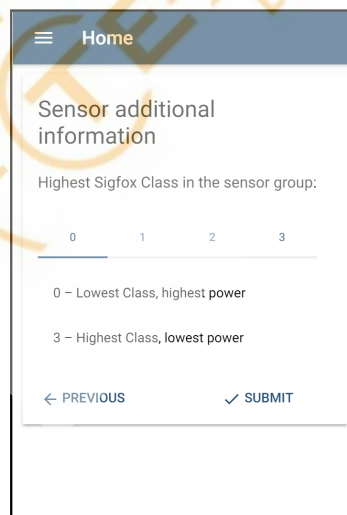 Home
Sensor additional
information
Highest Sigfox Class in the sensor group:
0 1 2 3
0 – Lowest Class, highest power
3 – Highest Class, lowest power
← PREVIOUS ✓ SUBMIT